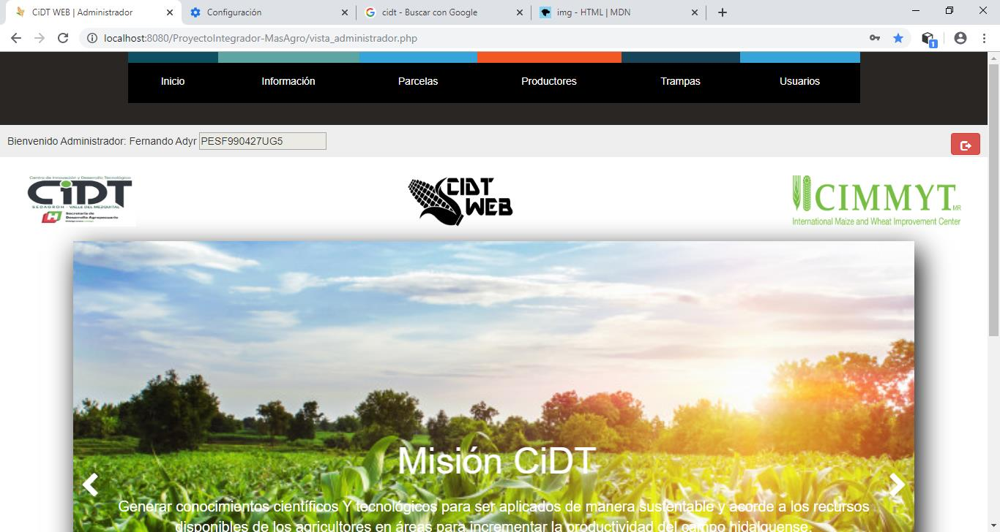 CiDT WEB | Administrador
Configuración
cidt - Buscar con Google
img - HTML | MDN
localhost:8080/ProyectoIntegrador-MasAgro/vista_administrador.php
1
Inicio
Información
Parcelas
Productores
Trampas
Usuarios
Bienvenido Administrador: Fernando Adyr PESF990427UG5
Centro de Innovación y Desarrollo Tecnológico
CiDT
SEDAGROH - VALLE DEL MEZQUITAL
H Secretaría de
Desarrollo Agropecuario
CIDT
WEB
CIMMYT MR
International Maize and Wheat Improvement Center
Misión CiDT
Generar conocimientos científicos Y tecnológicos para ser aplicados de manera sustentable y acorde a los recursos
disponibles de los agricultores en áreas para incrementar la productividad del campo hidalguense.